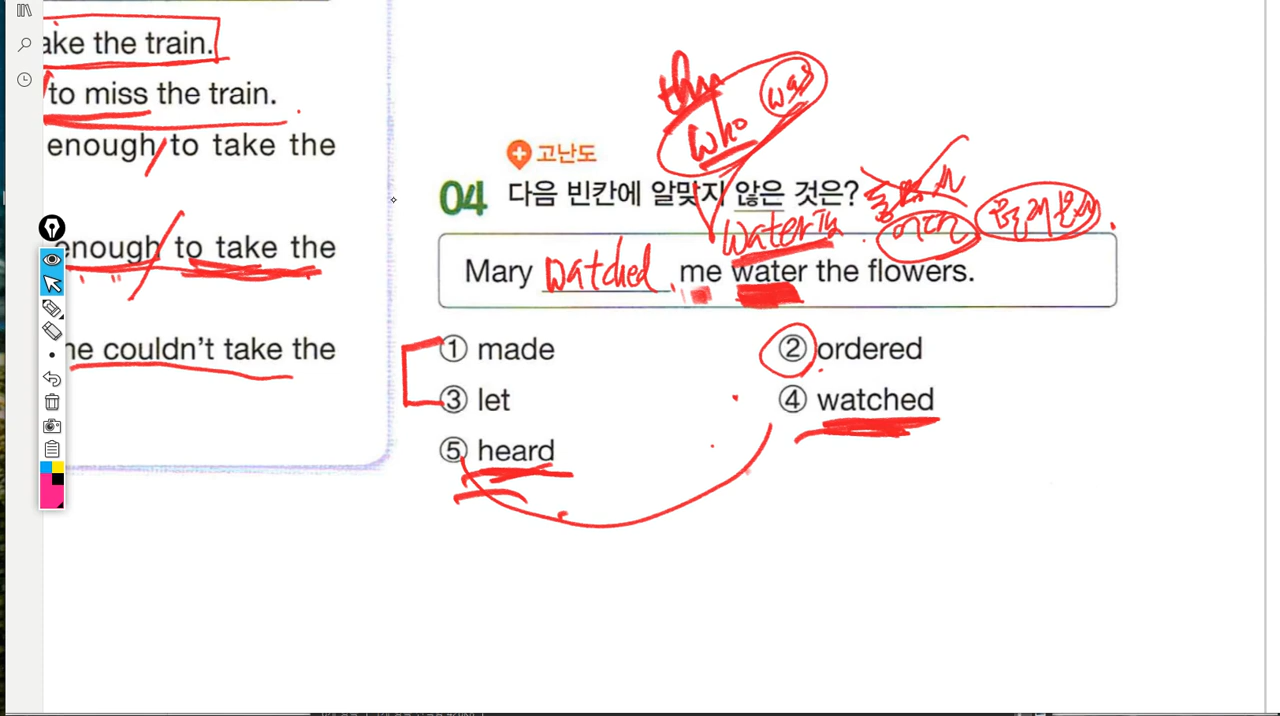 ake the train.
to miss the train.
enough to take the
enough to take the
he couldn't take the
who was
고난도
04 다음 빈칸에 알맞지 않은 것은?
Mary watched me water the flowers.
① made
② ordered
③ let
④ watched
⑤ heard